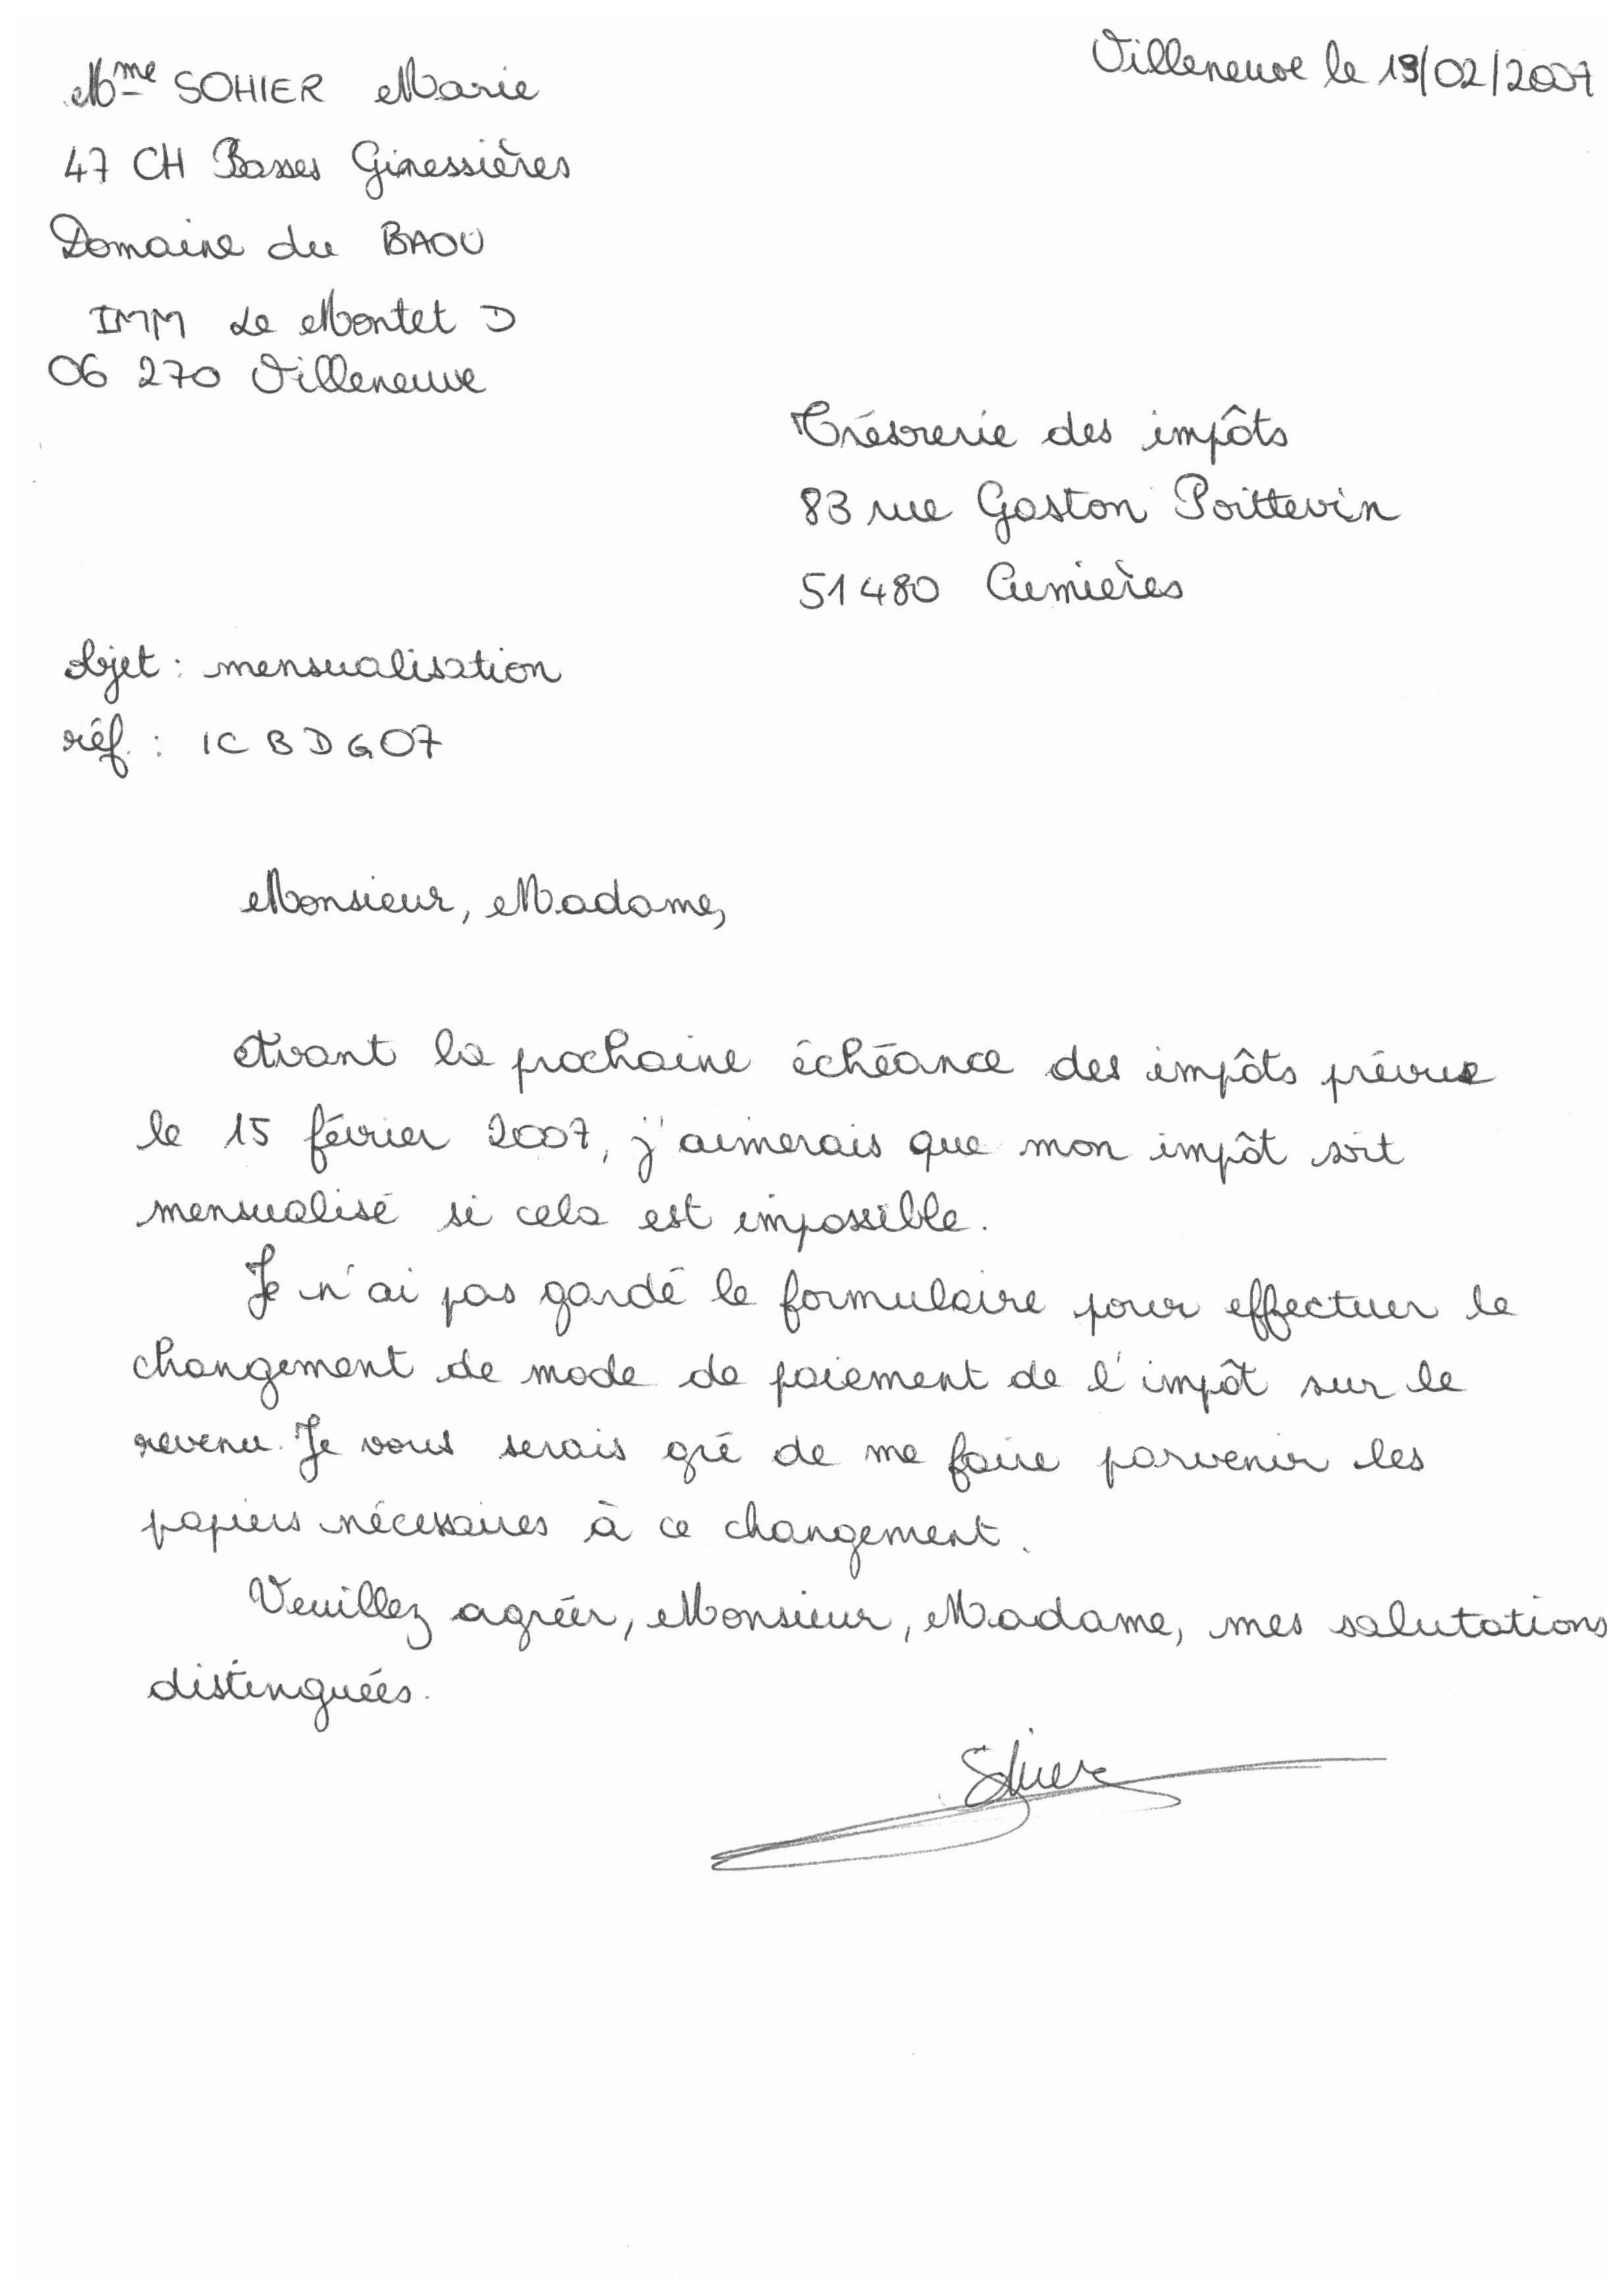 Villeneuve le 19/02/2007
Mme SOHIER Marie
47 CH Basses Ginessières
Domaine du BAOU
IMM Le Montet D
06 270 Villeneuve
Trésorerie des impôts
83 rue Gaston Poittevin
51480 Cumières
objet : mensualisation
réf. : ICBDG07
Monsieur, Madame,
Avant la prochaine échéance des impôts prévue
le 15 février 2007, j'aimerais que mon impôt soit
mensualisé si cela est impossible.
Je n'ai pas gardé le formulaire pour effectuer le
changement de mode de paiement de l'impôt sur le
revenu. Je vous serais gré de me faire parvenir les
papiers nécessaires à ce changement.
Veuillez agréer, Monsieur, Madame, mes salutations
distinguées.
Sohier